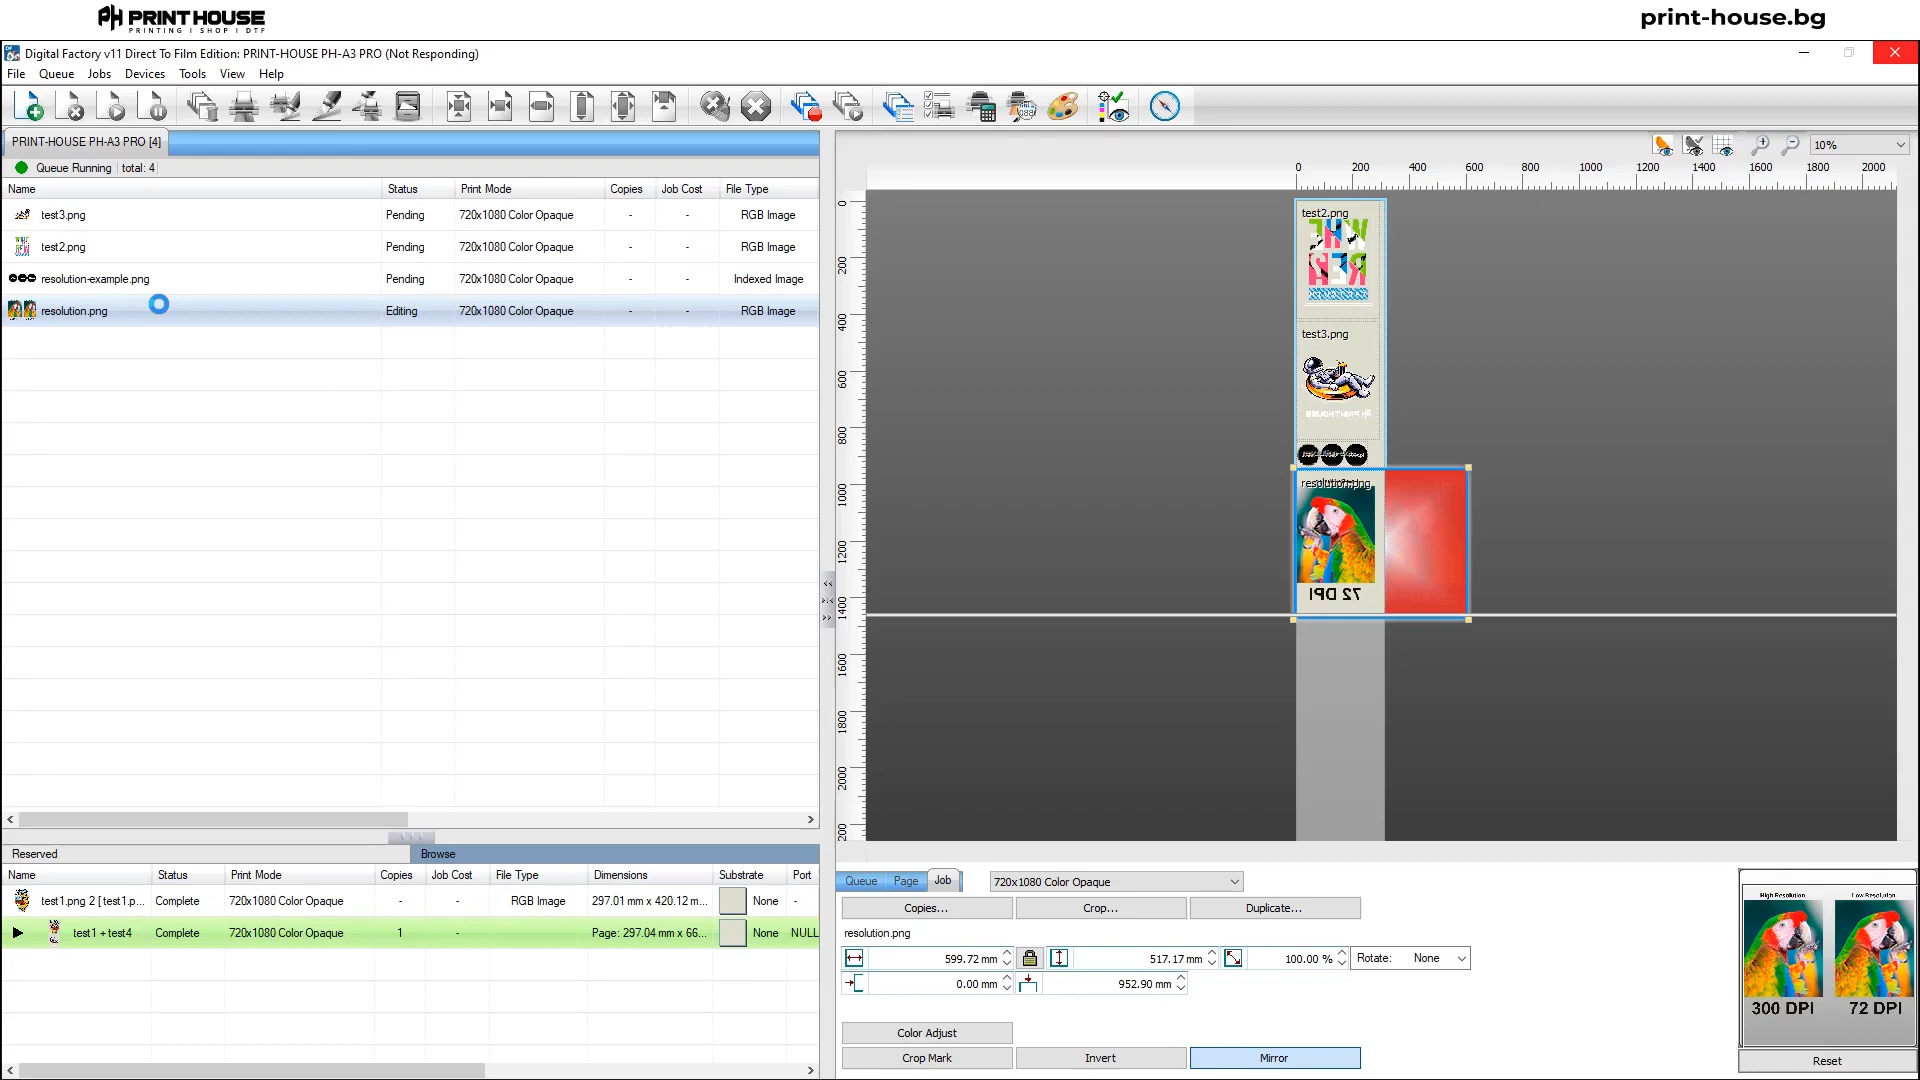 PRINT HOUSE
PRINTING | SHOP | DTF
print-house.bg
Digital Factory v11 Direct To Film Edition: PRINT-HOUSE PH-A3 PRO (Not Responding)
File Queue Jobs Devices Tools View Help
PRINT-HOUSE PH-A3 PRO [4]
Queue Running total: 4
Name Status Print Mode Copies Job Cost File Type
test3.png Pending 720x1080 Color Opaque - - RGB Image
test2.png Pending 720x1080 Color Opaque - - RGB Image
resolution-example.png Pending 720x1080 Color Opaque - - Indexed Image
resolution.png Editing 720x1080 Color Opaque - - RGB Image
Reserved Browse
Name Status Print Mode Copies Job Cost File Type Dimensions Substrate Port
test1.png 2 [ test1.p... Complete 720x1080 Color Opaque - - RGB Image 297.01 mm x 420.12 m... None -
test1 + test4 Complete 720x1080 Color Opaque 1 - Page: 297.04 mm x 66... None NULL
10%
0 200 400 600 800 1000 1200 1400 1600 1800 2000
0
200
400
600
800
1000
1200
1400
1600
1800
2000
200
test2.png
WHE
RE?
test3.png
PH PRINTHOUSE
resolution.png
72 DPI
Queue Page Job 720x1080 Color Opaque
Copies... Crop... Duplicate...
resolution.png
599.72 mm 517.17 mm 100.00 % Rotate: None
0.00 mm 952.90 mm
Color Adjust
Crop Mark Invert Mirror
High Resolution Low Resolution
300 DPI 72 DPI
Reset